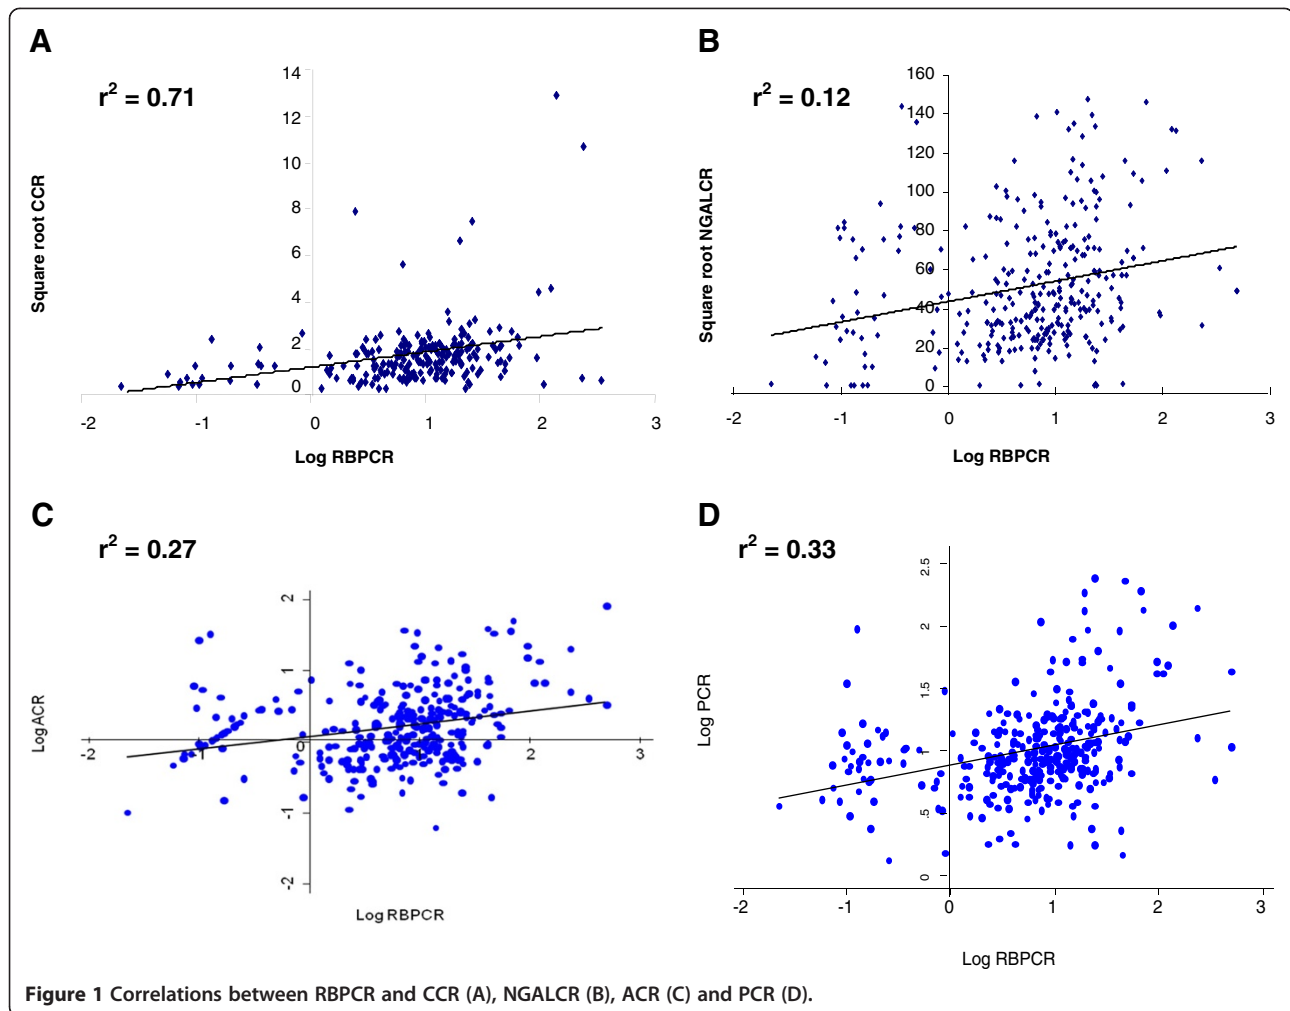 A
r² = 0.71
Square root CCR
14
12
10
8
6
4
2
0
-2 -1 0 1 2 3
Log RBPCR
B
r² = 0.12
Square root NGALCR
160
140
120
100
80
60
40
20
0
-2 -1 0 1 2 3
Log RBPCR
C
r² = 0.27
Log ACR
2
1
0
-1
-2
-2 2 3
Log RBPCR
D
r² = 0.33
Log PCR
2.5
2
1.5
.5
0
-2 -1 0 1 2 3
Log RBPCR
Figure 1 Correlations between RBPCR and CCR (A), NGALCR (B), ACR (C) and PCR (D).